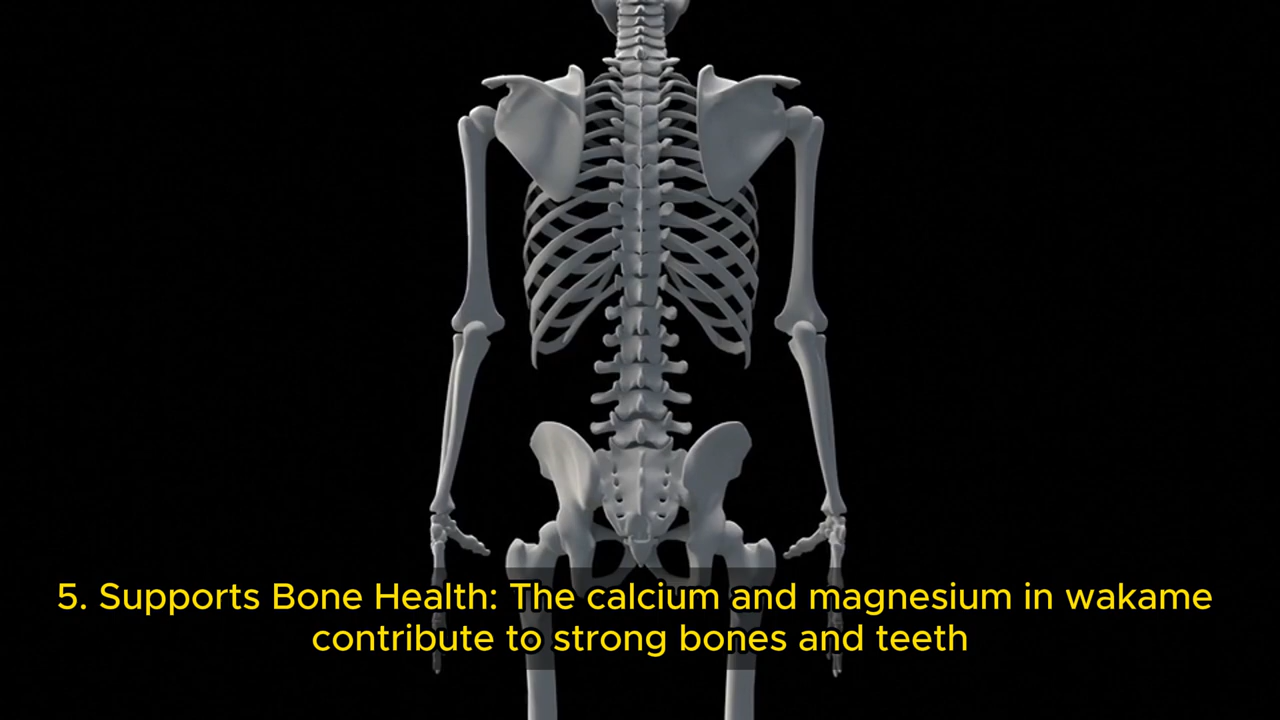 5. Supports Bone Health: The calcium and magnesium in wakame
contribute to strong bones and teeth